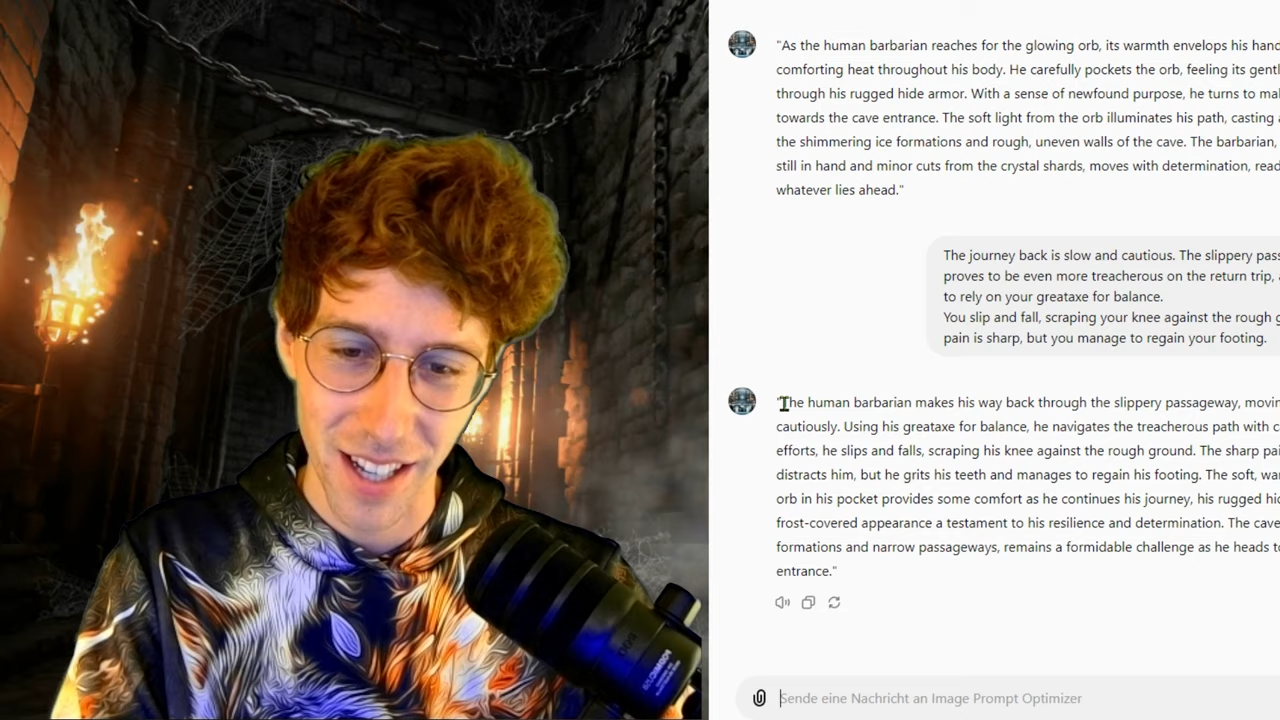 "As the human barbarian reaches for the glowing orb, its warmth envelops his hand
comforting heat throughout his body. He carefully pockets the orb, feeling its gentl
through his rugged hide armor. With a sense of newfound purpose, he turns to mal
towards the cave entrance. The soft light from the orb illuminates his path, casting
the shimmering ice formations and rough, uneven walls of the cave. The barbarian,
still in hand and minor cuts from the crystal shards, moves with determination, read
whatever lies ahead."
The journey back is slow and cautious. The slippery pass
proves to be even more treacherous on the return trip,
to rely on your greataxe for balance.
You slip and fall, scraping your knee against the rough g
pain is sharp, but you manage to regain your footing.
"The human barbarian makes his way back through the slippery passageway, movin
cautiously. Using his greataxe for balance, he navigates the treacherous path with c
efforts, he slips and falls, scraping his knee against the rough ground. The sharp pai
distracts him, but he grits his teeth and manages to regain his footing. The soft, wa
orb in his pocket provides some comfort as he continues his journey, his rugged hid
frost-covered appearance a testament to his resilience and determination. The cave
formations and narrow passageways, remains a formidable challenge as he heads to
entrance."
Sende eine Nachricht an Image Prompt Optimizer